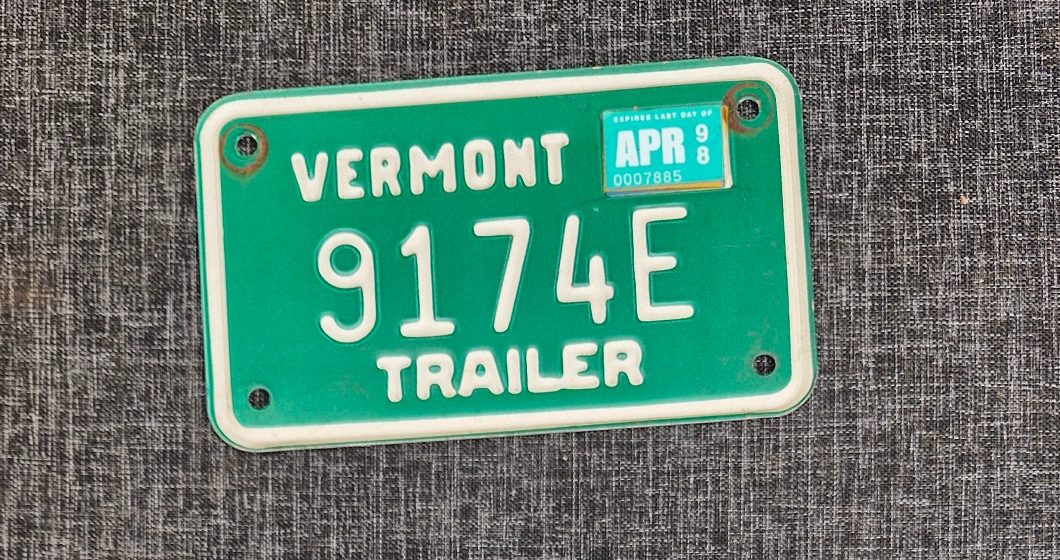 VERMONT
EXPIRES LAST DAY OF
APR 98
0007885
9174E
TRAILER